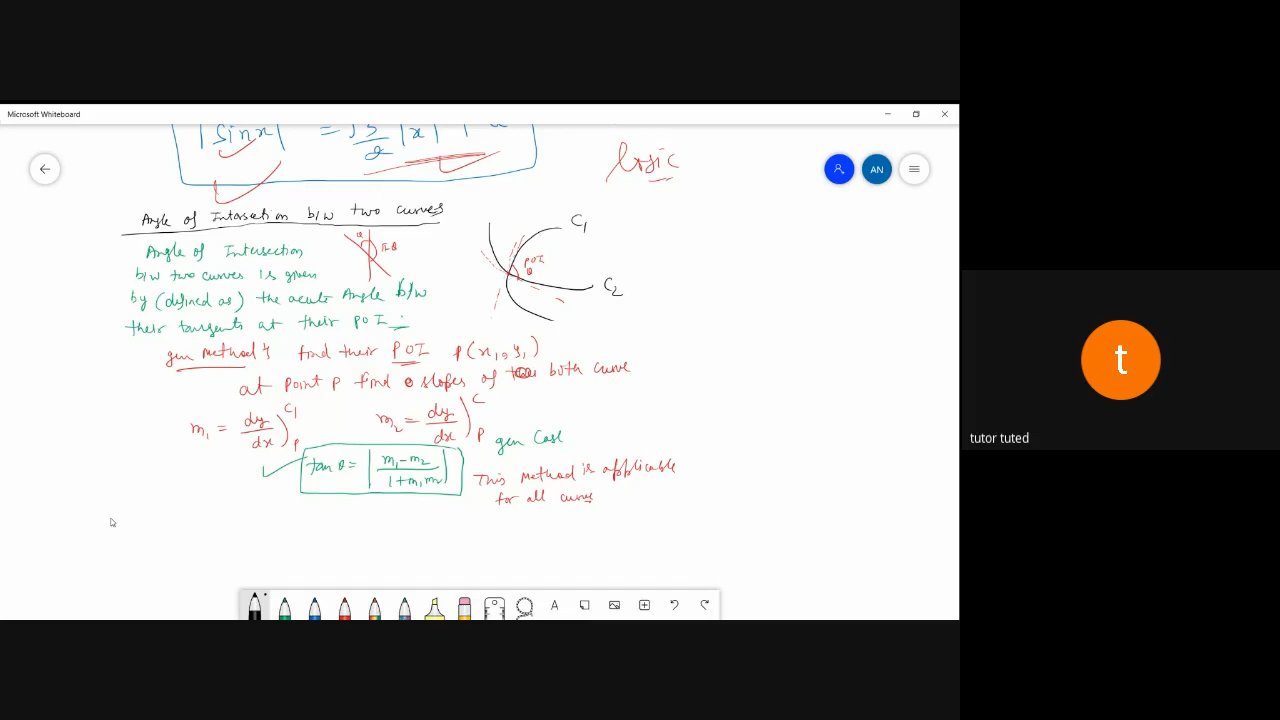 Microsoft Whiteboard
|Sinx| = |x|
logic
AN
Angle of Intersection b/w two curves
C1
Angle of Intersection
θ
π-θ
POI
θ
b/w two curves is given
C2
by (defined as) the acute Angle b/w
their tangents at their POI.
gen Method: find their POI P(x1, y1)
at point P find slopes of both curve
m1 = dy/dx )C1 P m2 = dy/dx )C P
gen Case
tan θ = |m1-m2 / 1+m1m2|
This Method is applicable
for all curves
A
t
tutor tuted